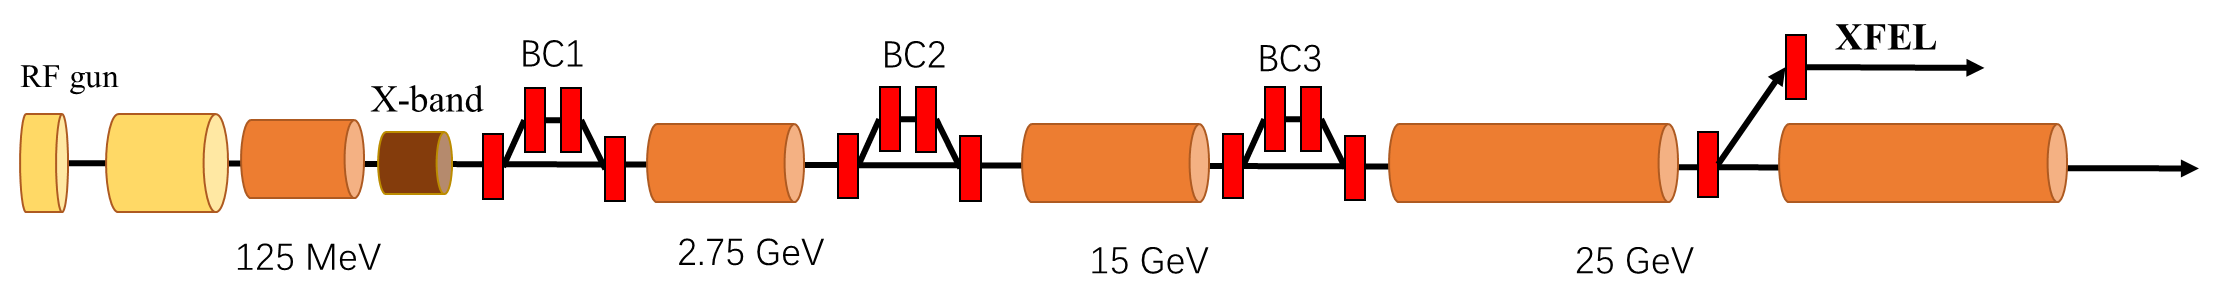 RF gun
X-band
BC1
BC2
BC3
XFEL
125 MeV
2.75 GeV
15 GeV
25 GeV